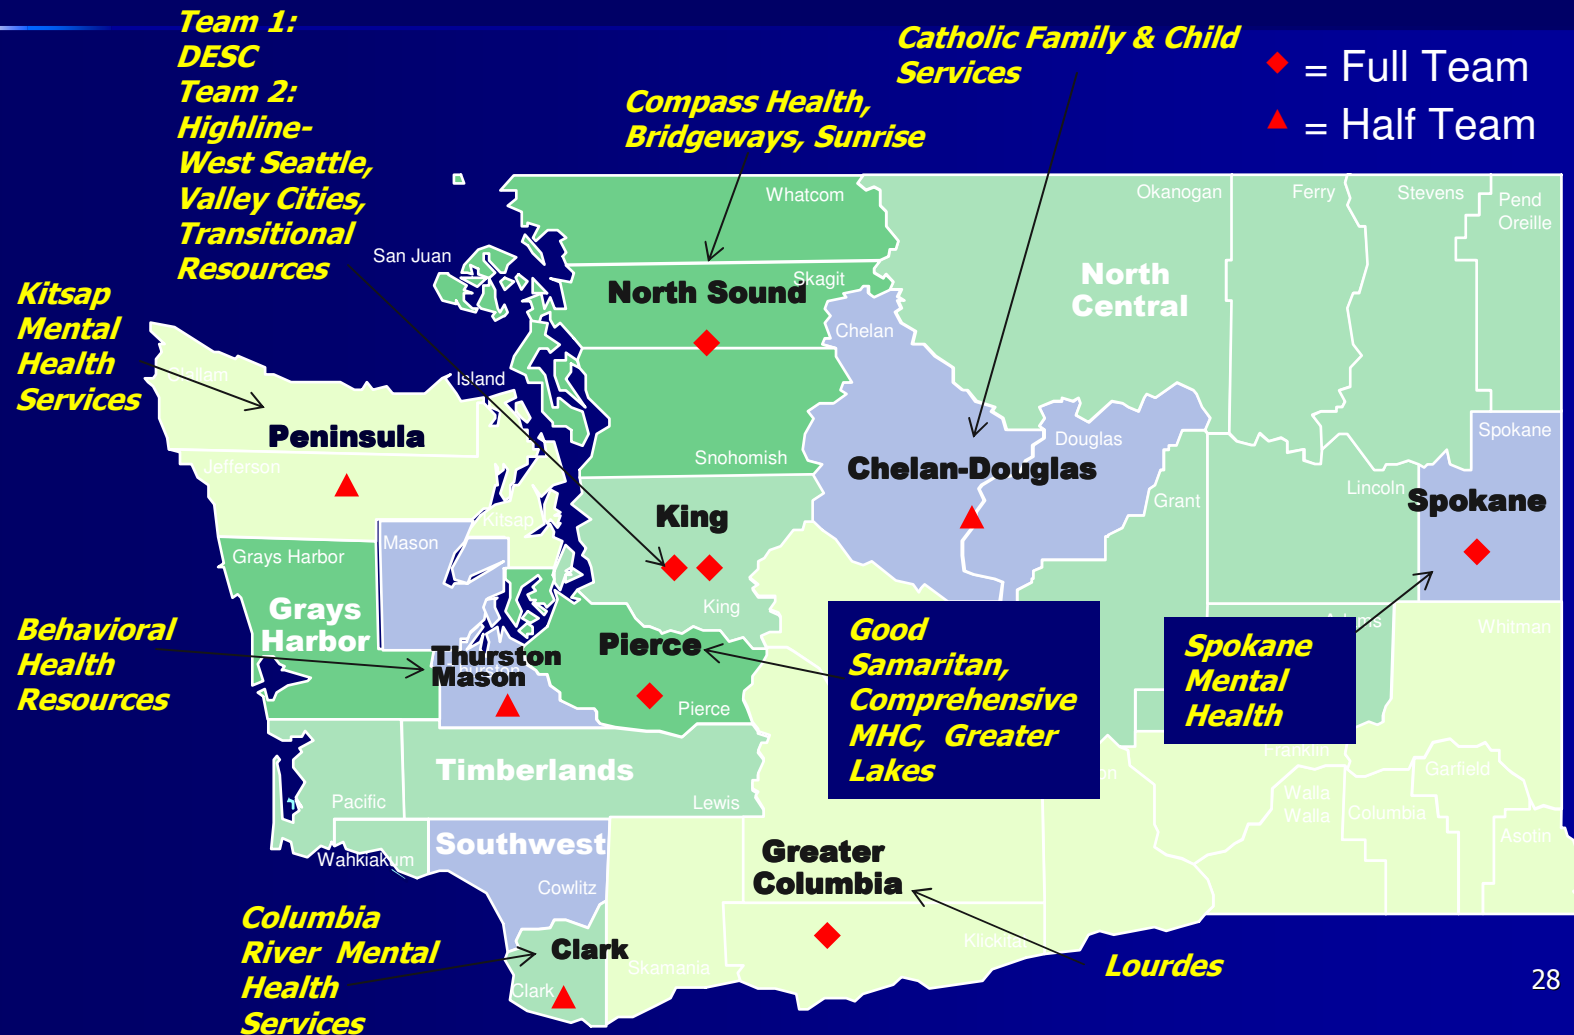 Team 1:
DESC
Team 2:
Highline-
West Seattle,
Valley Cities,
Transitional
Resources
Catholic Family & Child
Services
Compass Health,
Bridgeways, Sunrise
= Full Team
= Half Team
Kitsap
Mental
Health
Services
Behavioral
Health
Resources
Columbia
River Mental
Health
Services
Good
Samaritan,
Comprehensive
MHC, Greater
Lakes
Spokane
Mental
Health
Lourdes
San Juan
Whatcom
Skagit
North Sound
Island
Snohomish
Clallam
Peninsula
Jefferson
Kitsap
Mason
Grays Harbor
Grays
Harbor
Thurston
Mason
Thurston
King
King
Pierce
Pierce
Chelan
Chelan-Douglas
Douglas
Okanogan
North
Central
Ferry
Stevens
Pend
Oreille
Spokane
Spokane
Lincoln
Grant
Whitman
Franklin
Walla
Walla
Columbia
Garfield
Asotin
Timberlands
Pacific
Lewis
Wahkiakum
Southwest
Cowlitz
Clark
Clark
Skamania
Greater
Columbia
Klickitat
28